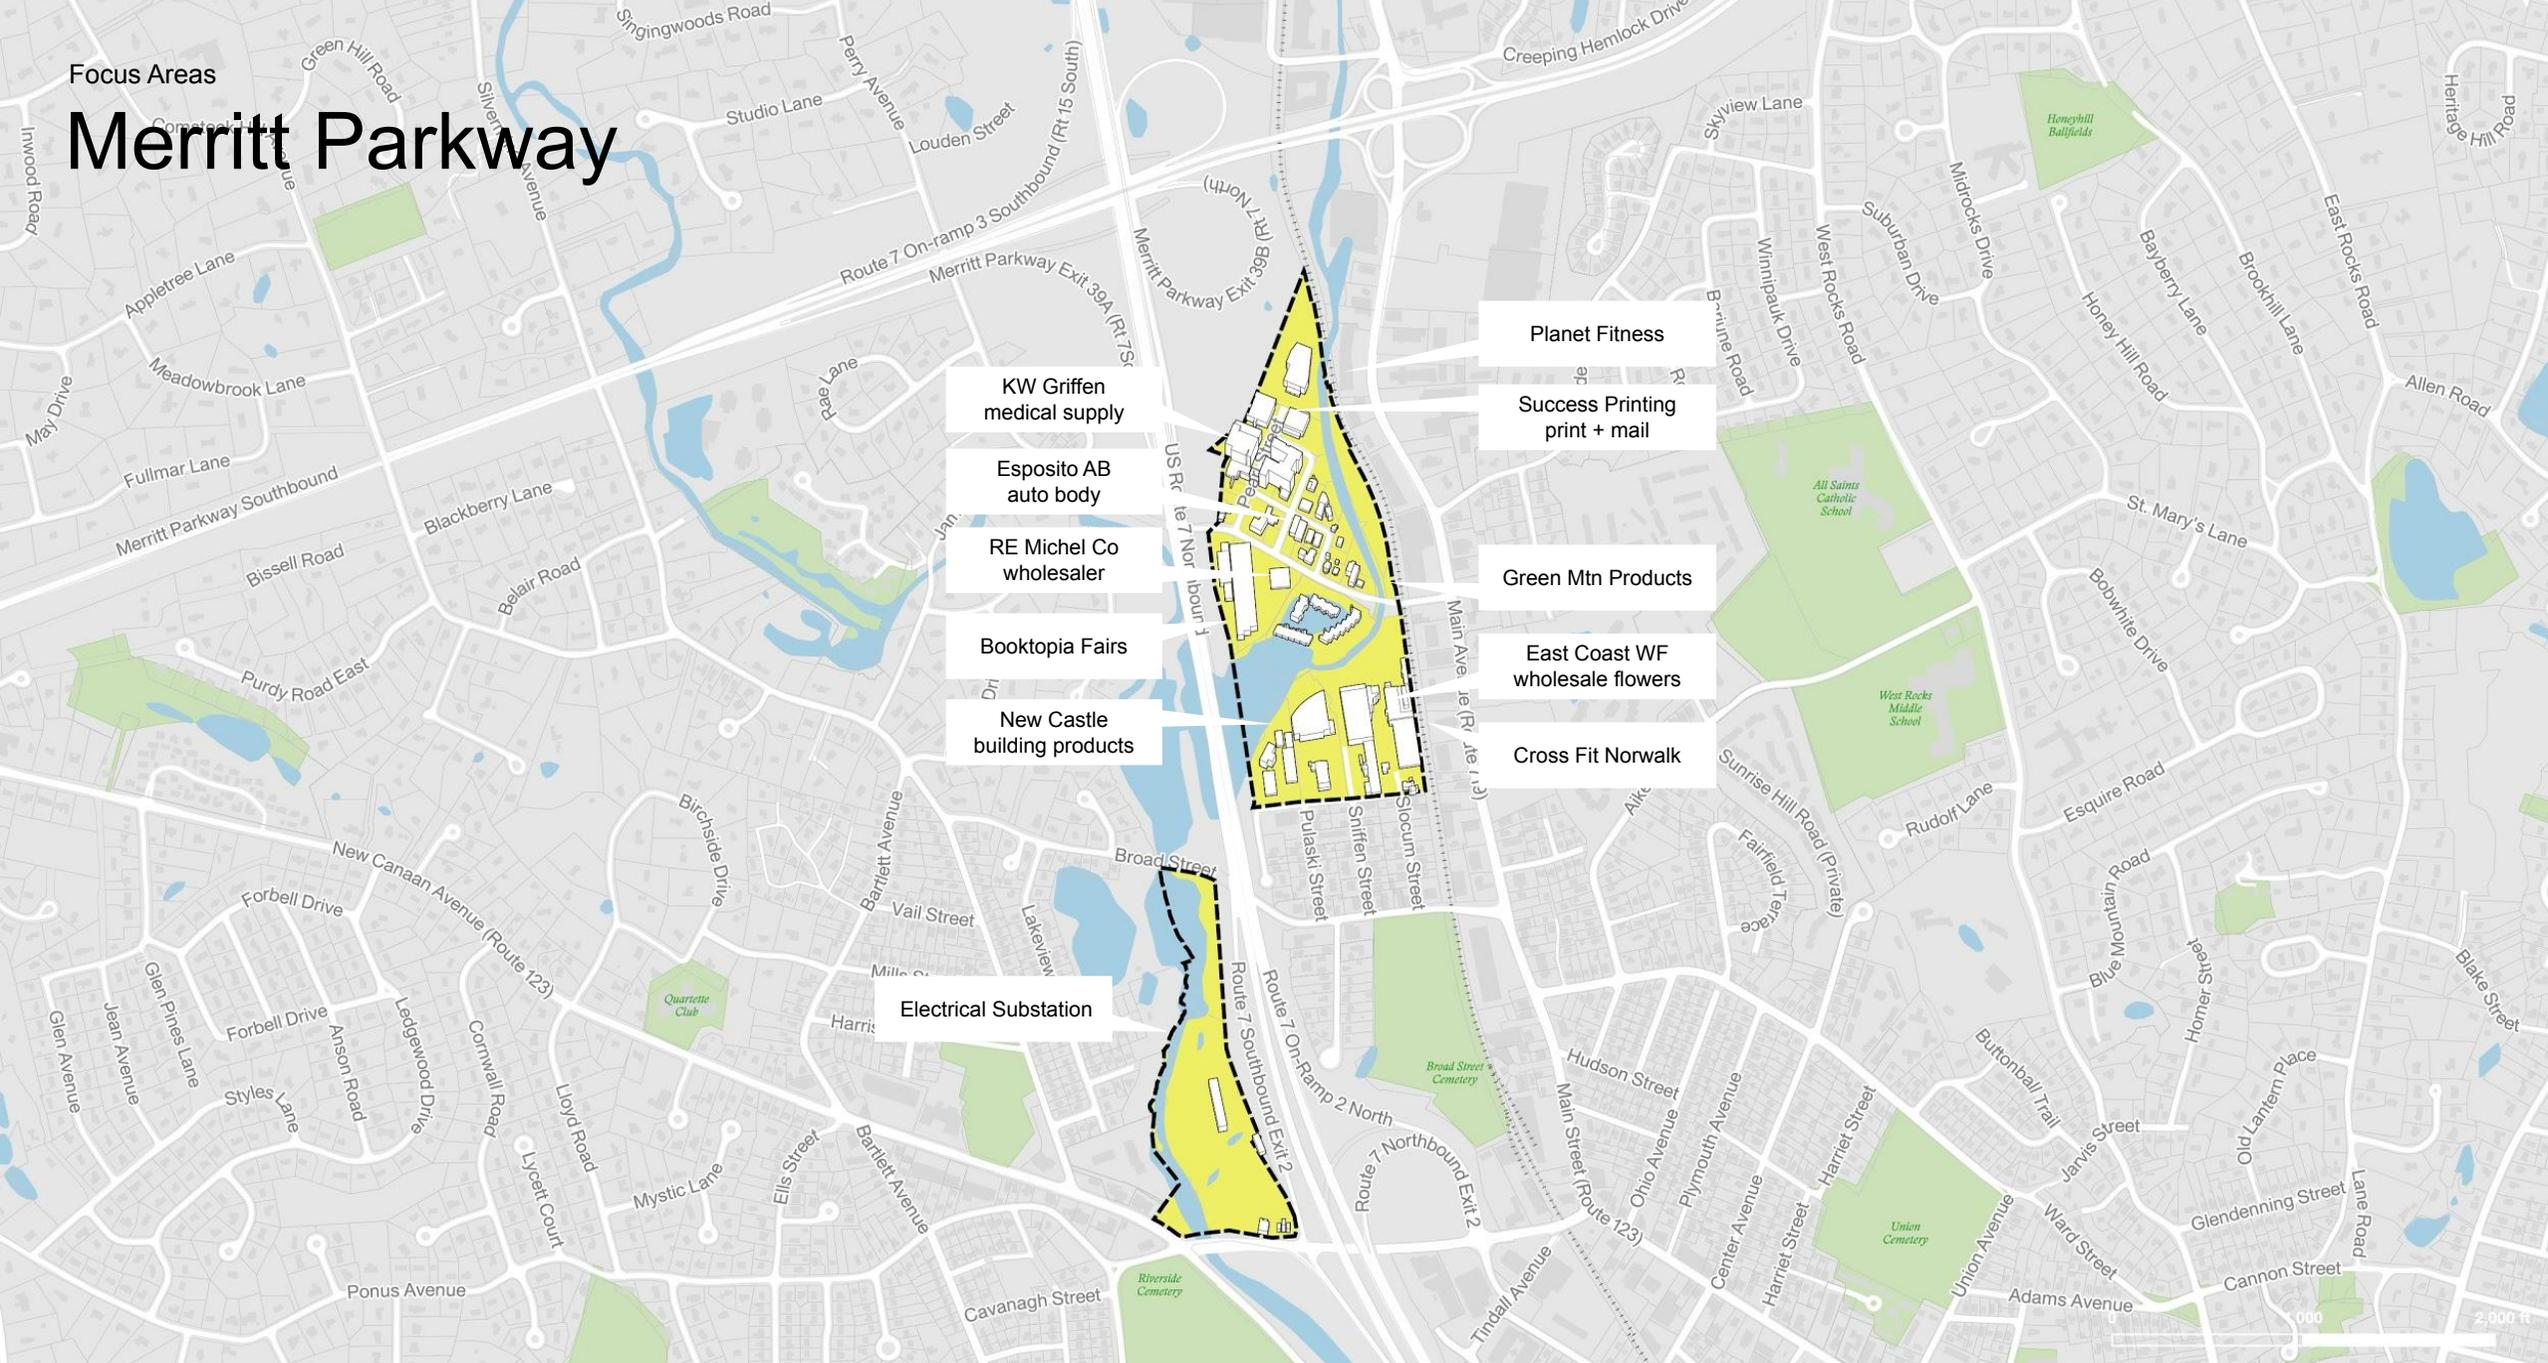 Focus Areas
Merritt Parkway
Singingwoods Road
Green Hill Road
Perry Avenue
Studio Lane
Louden Street
Creeping Hemlock Drive
Skyview Lane
Honeyhill
Ballfields
Heritage Hill Road
Inwood Road
Appletree Lane
Meadowbrook Lane
May Drive
Fullmar Lane
Merritt Parkway Southbound
Blackberry Lane
Bissell Road
Belair Road
Purdy Road East
Rae Lane
Route 7 On-ramp 3 Southbound (Rt 15 South)
Merritt Parkway Exit 39A (Rt 7So
Merritt Parkway Exit 39B (Rt 7 North)
Winnipauk Drive
West Rocks Road
Suburban Drive
Midrocks Drive
Bayberry Lane
Honey Hill Road
Brookhill Lane
East Rocks Road
Allen Road
St. Mary's Lane
Bobwhite Drive
Planet Fitness
KW Griffen
medical supply
Success Printing
print + mail
Esposito AB
auto body
RE Michel Co
wholesaler
Green Mtn Products
Booktopia Fairs
East Coast WF
wholesale flowers
New Castle
building products
Cross Fit Norwalk
All Saints
Catholic
School
West Rocks
Middle
School
Sunrise Hill Road (Private)
Rudolf Lane
Esquire Road
Blue Mountain Road
Fairfield Terrace
Homer Street
Blake Street
Birchside Drive
Bartlett Avenue
New Canaan Avenue (Route 123)
Vail Street
Broad Street
Pulaski Street
Sniffen Street
Slocum Street
Lakeview
Forbell Drive
Forbell Drive
Glen Avenue
Jean Avenue
Glen Pines Lane
Anson Road
Ledgewood Drive
Cornwall Road
Lloyd Road
Styles Lane
Quartette
Club
Electrical Substation
Route 7 Southbound Exit 2
Route 7 On-Ramp 2 North
Route 7 Northbound Exit 2
Broad Street
Cemetery
Hudson Street
Main Street (Route 123)
Ohio Avenue
Plymouth Avenue
Center Avenue
Harriet Street
Harriet Street
Union
Cemetery
Union Avenue
Buttonball Trail
Jarvis Street
Old Lantern Place
Glendenning Street
Ward Street
Lane Road
Cannon Street
Adams Avenue
Lycett Court
Mystic Lane
Ells Street
Bartlett Avenue
Ponus Avenue
Cavanagh Street
Riverside
Cemetery
Tindall Avenue
2,000 ft